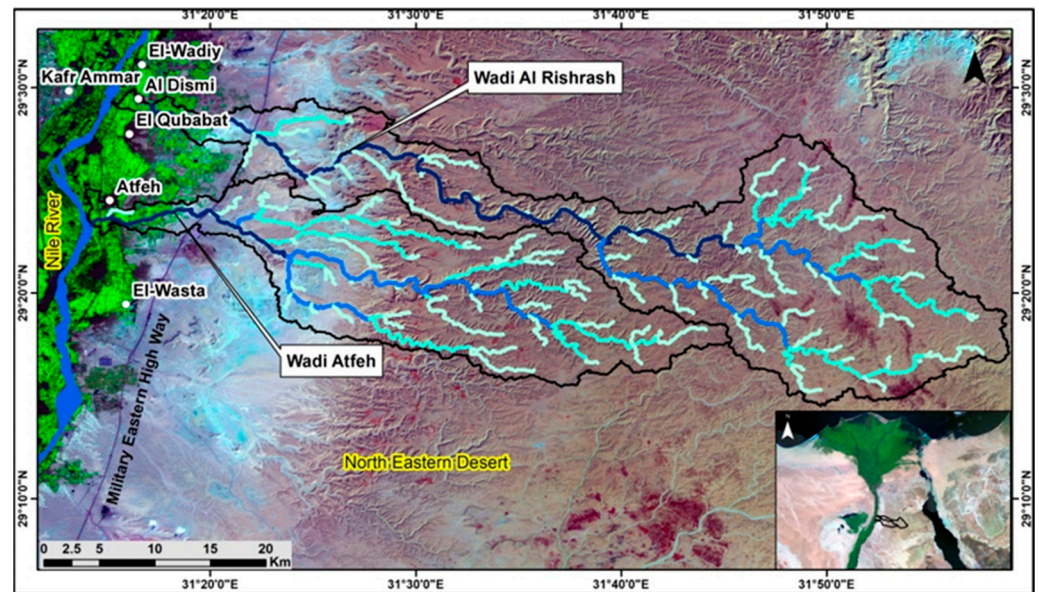 31°20'0"E
31°30'0"E
31°40'0"E
31°50'0"E
El-Wadiy
Kafr Ammar
Al Dismi
El Qubabat
Wadi Al Rishrash
29°30'0"N
29°30'0"N
Atfeh
Nile River
29°20'0"N
29°20'0"N
El-Wasta
Wadi Atfeh
Military Eastern High Way
North Eastern Desert
29°10'0"N
29°10'0"N
0 2.5 5 10 15 20
Km
31°20'0"E
31°30'0"E
31°40'0"E
31°50'0"E